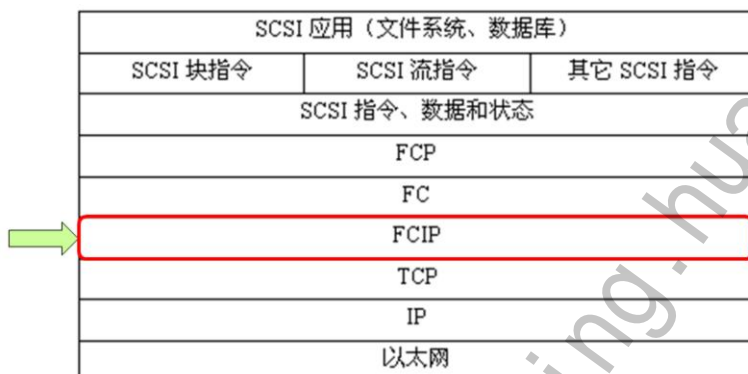 SCSI 应用（文件系统、数据库）
SCSI 块指令 SCSI 流指令 其它 SCSI 指令
SCSI 指令、数据和状态
FCP
FC
FCIP
TCP
IP
以太网
ing.hua